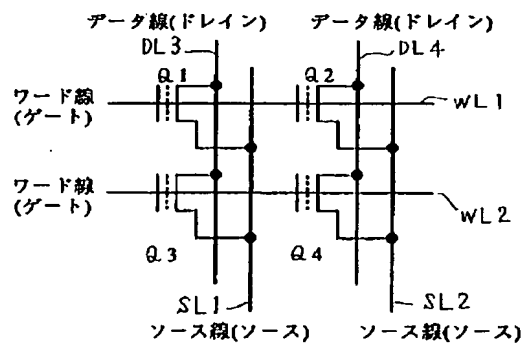 データ線(ドレイン) データ線(ドレイン)
DL3 DL4
Q1 Q2
ワード線
(ゲート)
WL1
ワード線
(ゲート)
WL2
Q3 Q4
SL1 SL2
ソース線(ソース) ソース線(ソース)